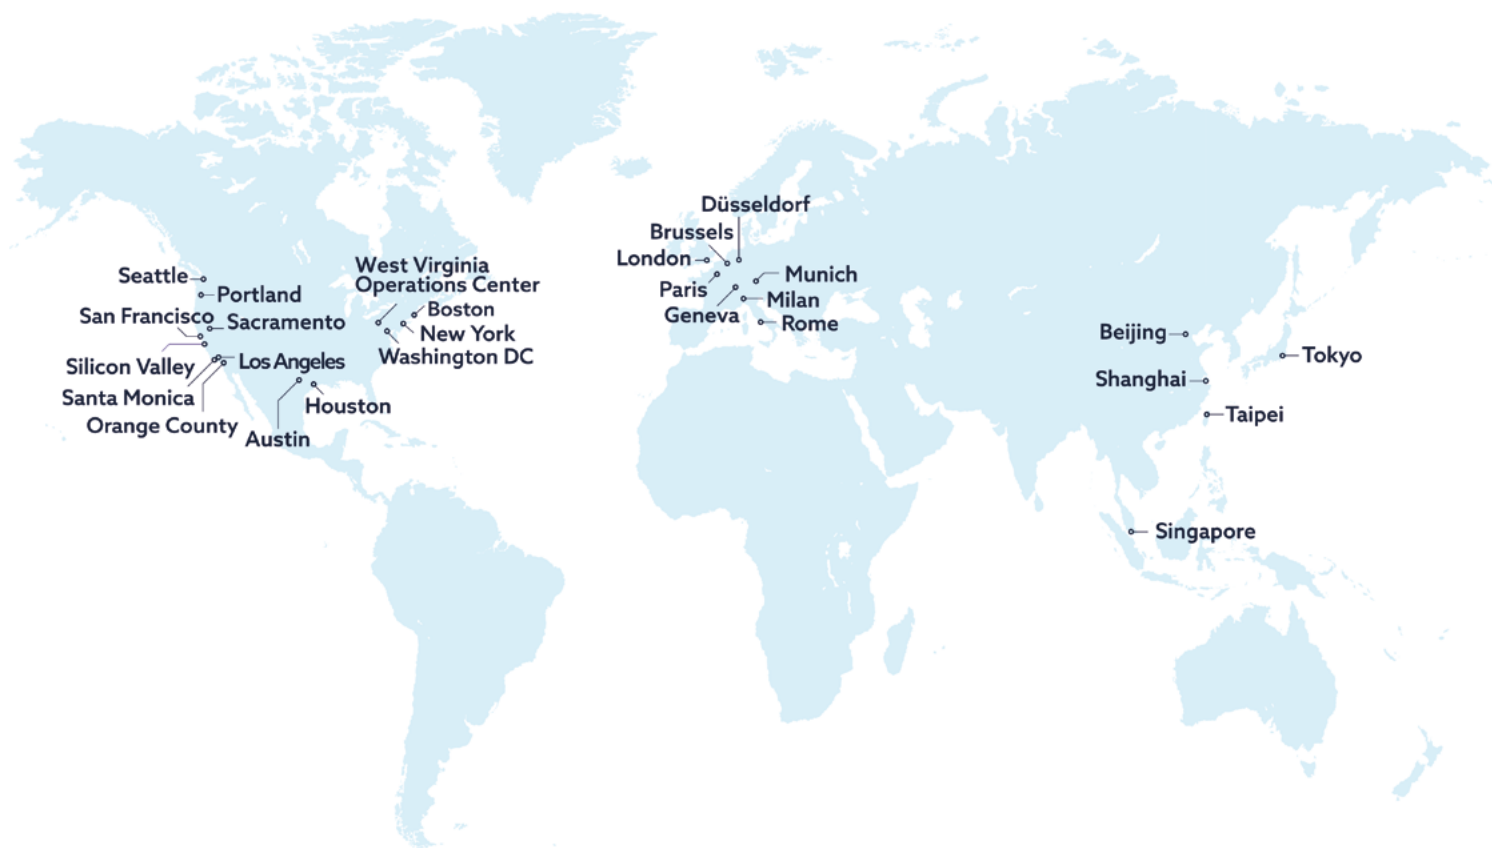 Düsseldorf
Brussels
London
Paris
Geneva
Munich
Milan
Rome
Seattle
Portland
San Francisco
Sacramento
Silicon Valley
Los Angeles
Santa Monica
Orange County
Austin
Houston
West Virginia
Operations Center
Boston
New York
Washington DC
Beijing
Tokyo
Shanghai
Taipei
Singapore